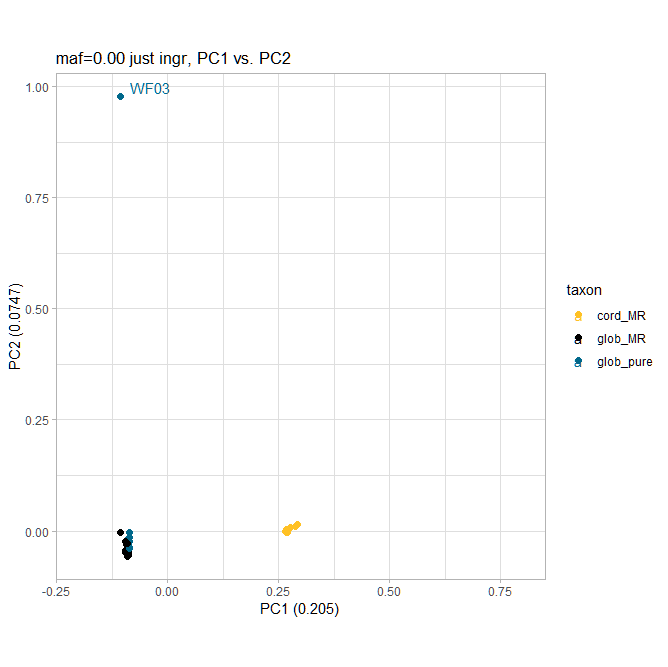 maf=0.00 just ingr, PC1 vs. PC2
1.00
WF03
0.75
0.50
0.25
0.00
PC2 (0.0747)
-0.25 0.00 0.25 0.50 0.75
PC1 (0.205)
taxon
a cord_MR
a glob_MR
a glob_pure